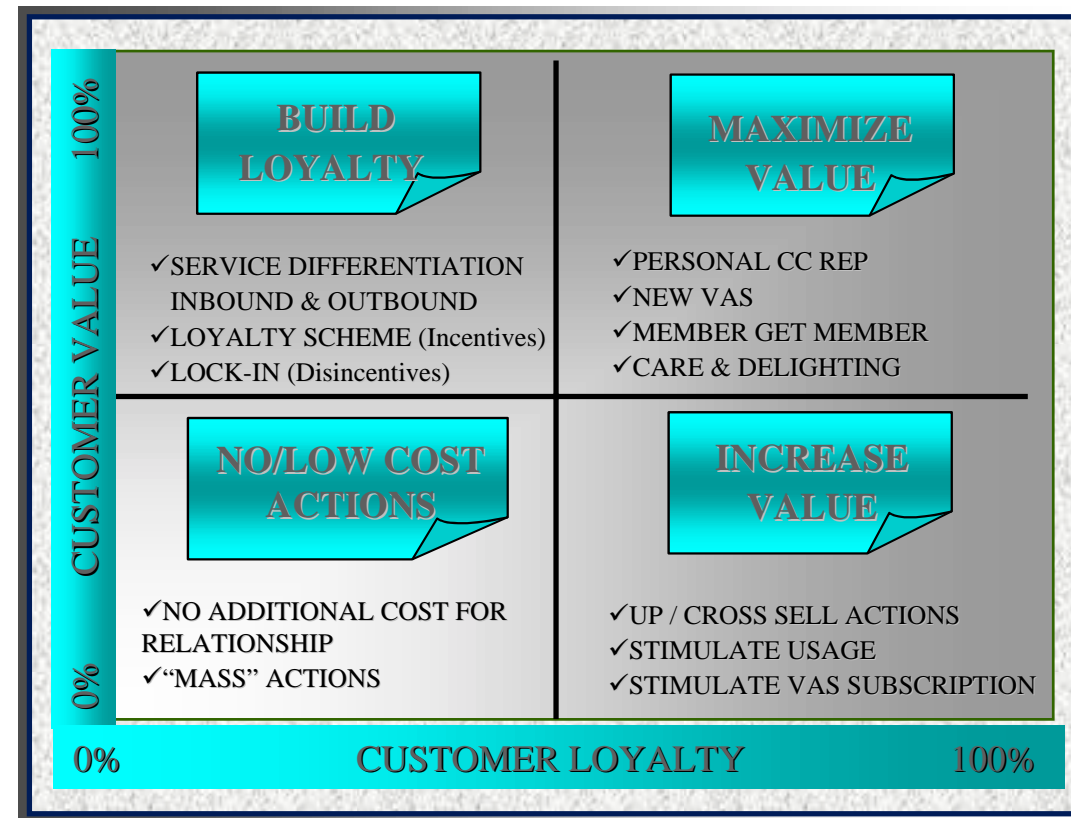 100%
CUSTOMER VALUE
0%
BUILD
LOYALTY
✓SERVICE DIFFERENTIATION
INBOUND & OUTBOUND
✓LOYALTY SCHEME (Incentives)
✓LOCK-IN (Disincentives)
MAXIMIZE
VALUE
✓PERSONAL CC REP
✓NEW VAS
✓MEMBER GET MEMBER
✓CARE & DELIGHTING
NO/LOW COST
ACTIONS
✓NO ADDITIONAL COST FOR
RELATIONSHIP
✓“MASS” ACTIONS
INCREASE
VALUE
✓UP / CROSS SELL ACTIONS
✓STIMULATE USAGE
✓STIMULATE VAS SUBSCRIPTION
0% CUSTOMER LOYALTY 100%